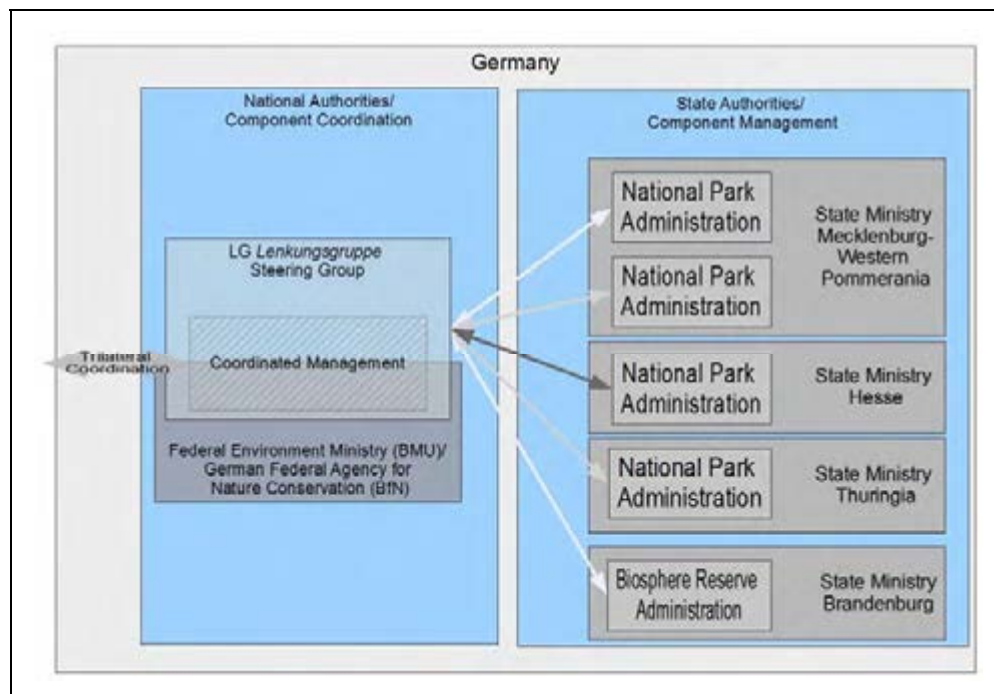 Germany
National Authorities/
Component Coordination
LG Lenkungsgruppe
Steering Group
Coordinated Management
Trilateral
Coordination
Federal Environment Ministry (BMU)/
German Federal Agency for
Nature Conservation (BfN)
State Authorities/
Component Management
National Park
Administration
National Park
Administration
State Ministry
Mecklenburg-
Western
Pommerania
National Park
Administration
State Ministry
Hesse
National Park
Administration
State Ministry
Thuringia
Biosphere Reserve
Administration
State Ministry
Brandenburg